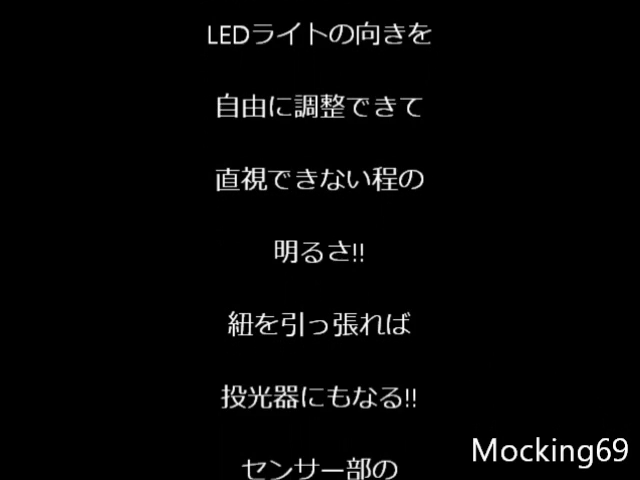 LEDライトの向きを
自由に調整できて
直視できない程の
明るさ!!
紐を引っ張れば
投光器にもなる!!
センサー部の
Mocking69